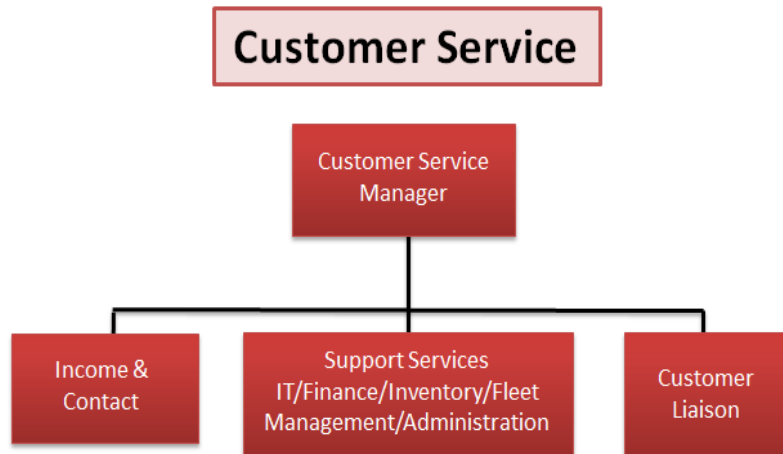 Customer Service
Customer Service
Manager
Income &
Contact
Support Services
IT/Finance/Inventory/Fleet
Management/Administration
Customer
Liaison